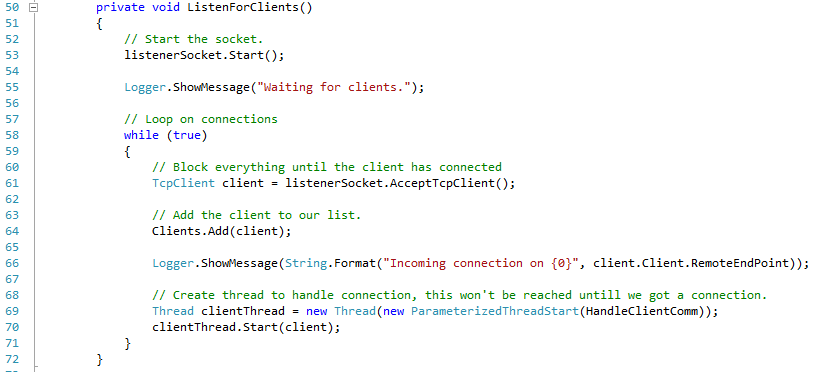 50 private void ListenForClients()
51 {
52 // Start the socket.
53 listenerSocket.Start();
54
55 Logger.ShowMessage("Waiting for clients.");
56
57 // Loop on connections
58 while (true)
59 {
60 // Block everything until the client has connected
61 TcpClient client = listenerSocket.AcceptTcpClient();
62
63 // Add the client to our list.
64 Clients.Add(client);
65
66 Logger.ShowMessage(String.Format("Incoming connection on {0}", client.Client.RemoteEndPoint));
67
68 // Create thread to handle connection, this won't be reached untill we got a connection.
69 Thread clientThread = new Thread(new ParameterizedThreadStart(HandleClientComm));
70 clientThread.Start(client);
71 }
72 }